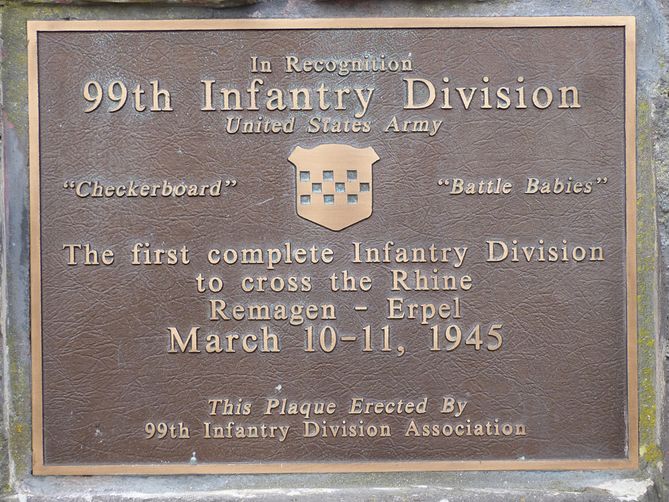 In Recognition
99th Infantry Division
United States Army
"Checkerboard" "Battle Babies"
The first complete Infantry Division
to cross the Rhine
Remagen - Erpel
March 10-11, 1945
This Plaque Erected By
99th Infantry Division Association